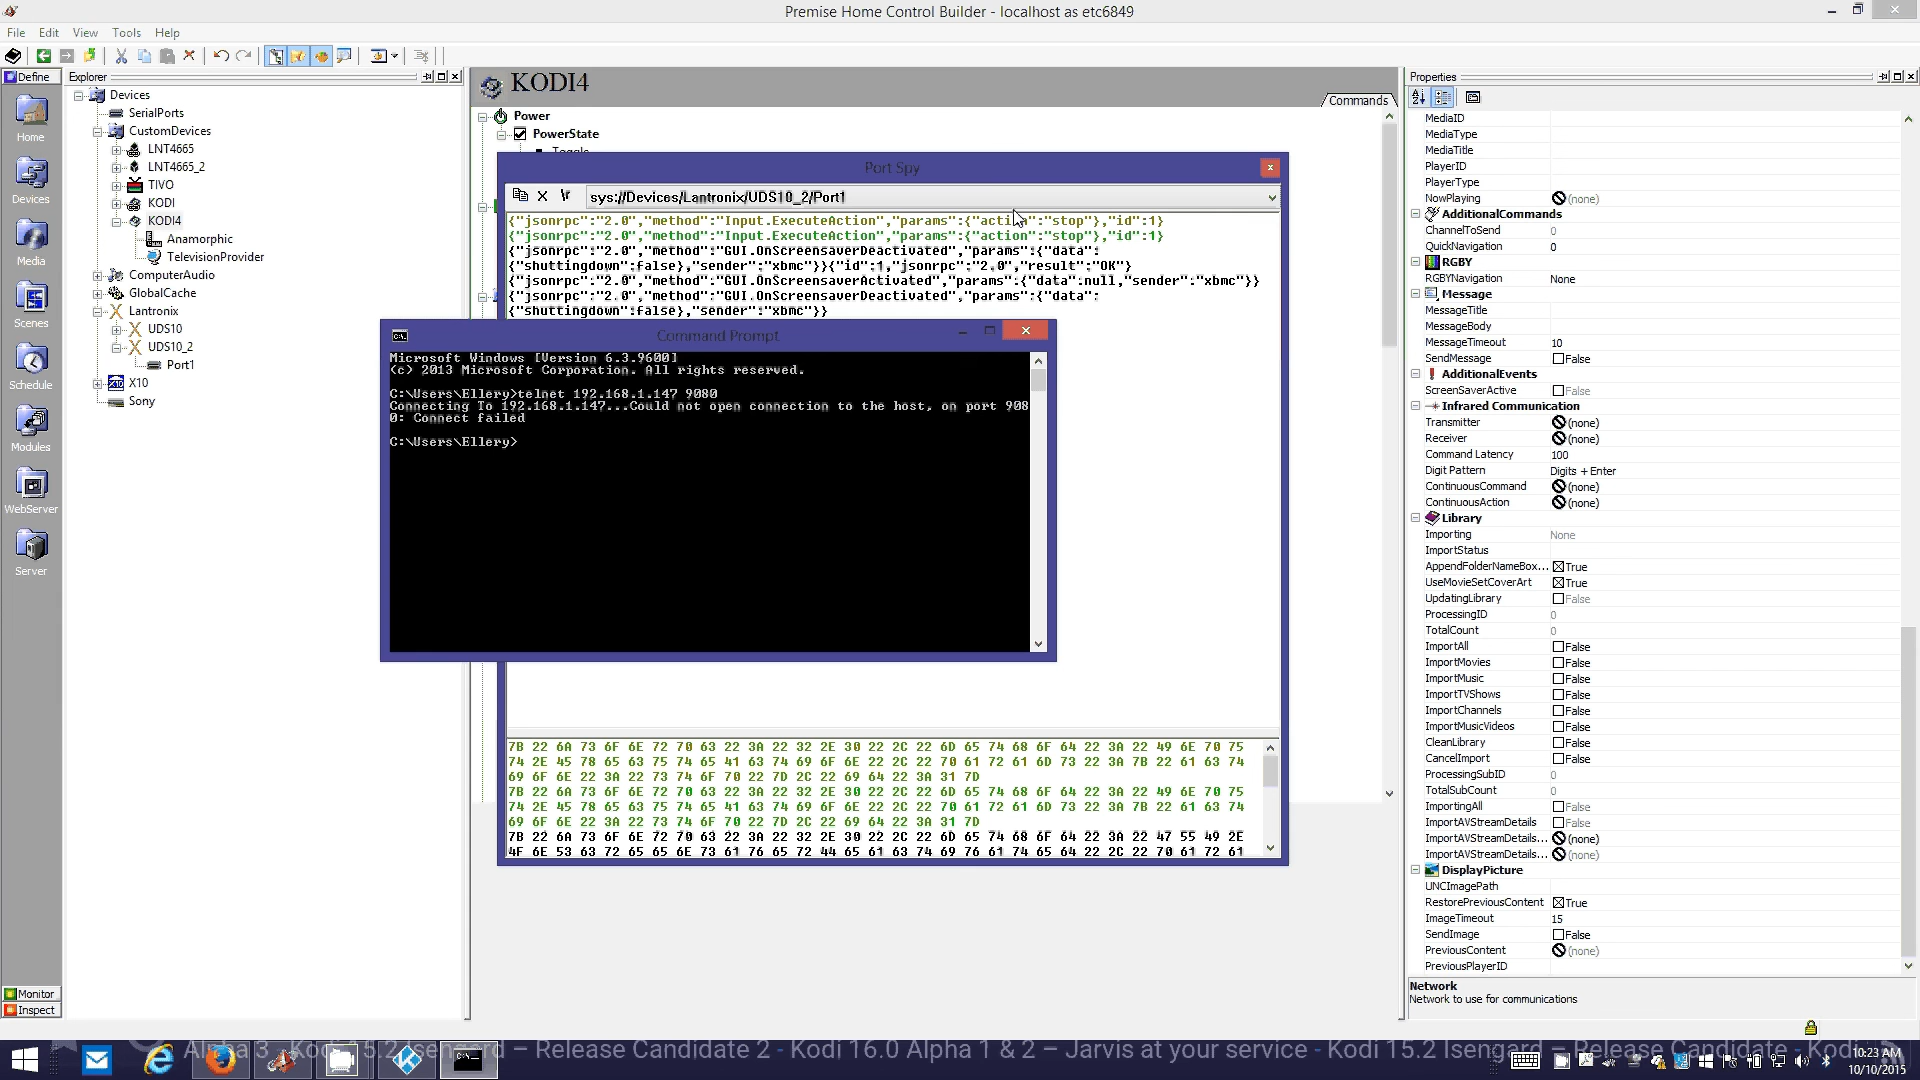 Premise Home Control Builder - localhost as etc6849
File Edit View Tools Help
Define
Home
Devices
Media
Scenes
Schedule
Modules
WebServer
Server
Monitor
Inspect
Explorer
Devices
SerialPorts
CustomDevices
LNT4665
LNT4665_2
TIVO
KODI
KODI4
Anamorphic
TelevisionProvider
ComputerAudio
GlobalCache
Lantronix
UDS10
UDS10_2
Port1
X10
Sony
KODI4
Commands
Power
PowerState
Toggle
Port Spy
\r sys://Devices/Lantronix/UDS10_2/Port1
{"jsonrpc":"2.0","method":"Input.ExecuteAction","params":{"action":"stop"},"id":1}
{"jsonrpc":"2.0","method":"Input.ExecuteAction","params":{"action":"stop"},"id":1}
{"jsonrpc":"2.0","method":"GUI.OnScreensaverDeactivated","params":{"data":
{"shuttingdown":false},"sender":"xbmc"}}{"id":1,"jsonrpc":"2.0","result":"OK"}
{"jsonrpc":"2.0","method":"GUI.OnScreensaverActivated","params":{"data":null,"sender":"xbmc"}}
{"jsonrpc":"2.0","method":"GUI.OnScreensaverDeactivated","params":{"data":
{"shuttingdown":false},"sender":"xbmc"}}
Command Prompt
Microsoft Windows [Version 6.3.9600]
(c) 2013 Microsoft Corporation. All rights reserved.
C:\Users\Ellery>telnet 192.168.1.147 9080
Connecting To 192.168.1.147...Could not open connection to the host, on port 908
0: Connect failed
C:\Users\Ellery>
7B 22 6A 73 6F 6E 72 70 63 22 3A 22 32 2E 30 22 2C 22 6D 65 74 68 6F 64 22 3A 22 49 6E 70 75
74 2E 45 78 65 63 75 74 65 41 63 74 69 6F 6E 22 2C 22 70 61 72 61 6D 73 22 3A 7B 22 61 63 74
69 6F 6E 22 3A 22 73 74 6F 70 22 7D 2C 22 69 64 22 3A 31 7D
7B 22 6A 73 6F 6E 72 70 63 22 3A 22 32 2E 30 22 2C 22 6D 65 74 68 6F 64 22 3A 22 49 6E 70 75
74 2E 45 78 65 63 75 74 65 41 63 74 69 6F 6E 22 2C 22 70 61 72 61 6D 73 22 3A 7B 22 61 63 74
69 6F 6E 22 3A 22 73 74 6F 70 22 7D 2C 22 69 64 22 3A 31 7D
7B 22 6A 73 6F 6E 72 70 63 22 3A 22 32 2E 30 22 2C 22 6D 65 74 68 6F 64 22 3A 22 47 55 49 2E
4F 6E 53 63 72 65 65 6E 73 61 76 65 72 44 65 61 63 74 69 76 61 74 65 64 22 2C 22 70 61 72 61
Properties
MediaID
MediaType
MediaTitle
PlayerID
PlayerType
NowPlaying (none)
AdditionalCommands
ChannelToSend 0
QuickNavigation 0
RGBY
RGBYNavigation None
Message
MessageTitle
MessageBody
MessageTimeout 10
SendMessage False
AdditionalEvents
ScreenSaverActive False
Infrared Communication
Transmitter (none)
Receiver (none)
Command Latency 100
Digit Pattern Digits + Enter
ContinuousCommand (none)
ContinuousAction (none)
Library
Importing None
ImportStatus
AppendFolderNameBox... True
UseMovieSetCoverArt True
UpdatingLibrary False
ProcessingID 0
TotalCount 0
ImportAll False
ImportMovies False
ImportMusic False
ImportTVShows False
ImportChannels False
ImportMusicVideos False
CleanLibrary False
CancelImport False
ProcessingSubID 0
TotalSubCount 0
ImportingAll False
ImportAVStreamDetails False
ImportAVStreamDetails... (none)
ImportAVStreamDetails... (none)
DisplayPicture
UNCImagePath
RestorePreviousContent True
ImageTimeout 15
SendImage False
PreviousContent (none)
PreviousPlayerID
Network
Network to use for communications
Alpha 3 - Kodi 15.2 Isengard – Release Candidate 2 - Kodi 16.0 Alpha 1 & 2 – Jarvis at your service - Kodi 15.2 Isengard – Release Candidate - Kodi
10:23 AM
10/10/2015